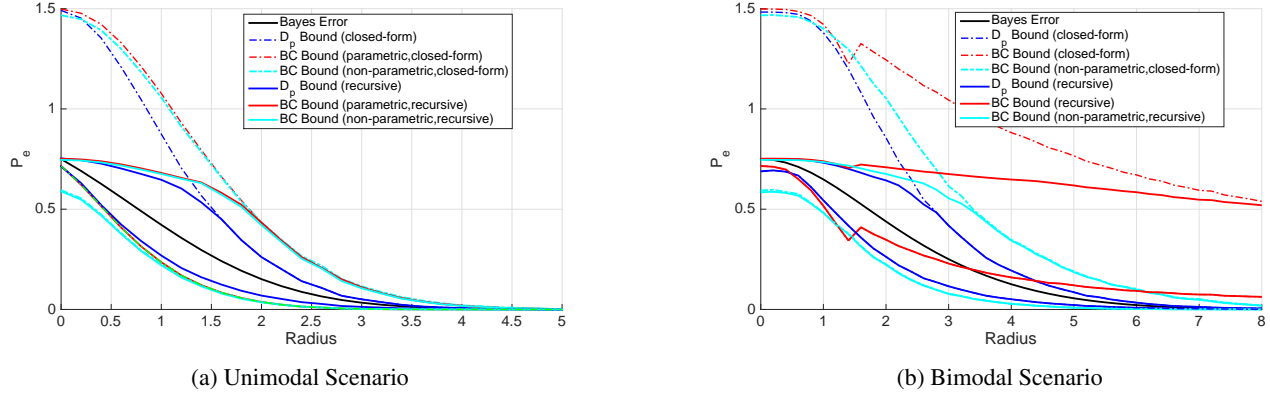 1.5
1
0.5
0
P_e
Bayes Error
D_p Bound (closed-form)
BC Bound (parametric,closed-form)
BC Bound (non-parametric,closed-form)
D_p Bound (recursive)
BC Bound (parametric,recursive)
BC Bound (non-parametric,recursive)
0 0.5 1 1.5 2 2.5 3 3.5 4 4.5 5
Radius
(a) Unimodal Scenario
1.5
1
0.5
0
P_e
Bayes Error
D_p Bound (closed-form)
BC Bound (closed-form)
BC Bound (non-parametric,closed-form)
D_p Bound (recursive)
BC Bound (recursive)
BC Bound (non-parametric,recursive)
0 1 2 3 4 5 6 7 8
Radius
(b) Bimodal Scenario